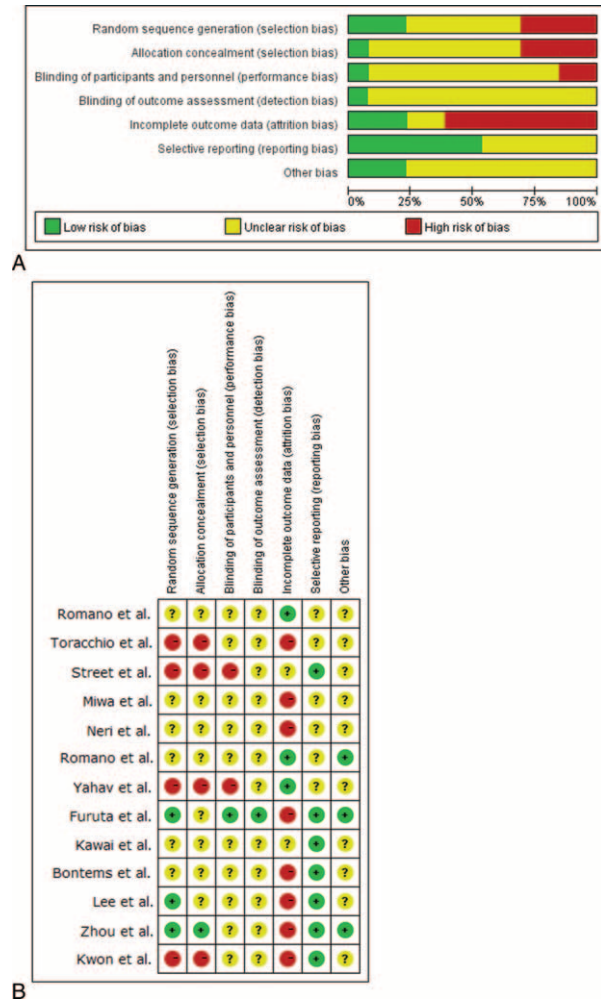 Random sequence generation (selection bias)
Allocation concealment (selection bias)
Blinding of participants and personnel (performance bias)
Blinding of outcome assessment (detection bias)
Incomplete outcome data (attrition bias)
Selective reporting (reporting bias)
Other bias
0% 25% 50% 75% 100%
Low risk of bias Unclear risk of bias High risk of bias
A
Random sequence generation (selection bias)
Allocation concealment (selection bias)
Blinding of participants and personnel (performance bias)
Blinding of outcome assessment (detection bias)
Incomplete outcome data (attrition bias)
Selective reporting (reporting bias)
Other bias
Romano et al. ? ? ? ? + ? ?
Toracchio et al. - - ? ? - ? ?
Street et al. - - - ? ? + ?
Miwa et al. ? ? ? ? - ? ?
Neri et al. ? ? ? ? - ? ?
Romano et al. ? ? ? ? + ? +
Yahav et al. - - - ? + ? ?
Furuta et al. + ? + + - + +
Kawai et al. ? ? ? ? ? + ?
Bontems et al. ? ? ? ? - + ?
Lee et al. + ? ? ? - + ?
Zhou et al. + + ? ? - + +
Kwon et al. - - ? ? - + ?
B